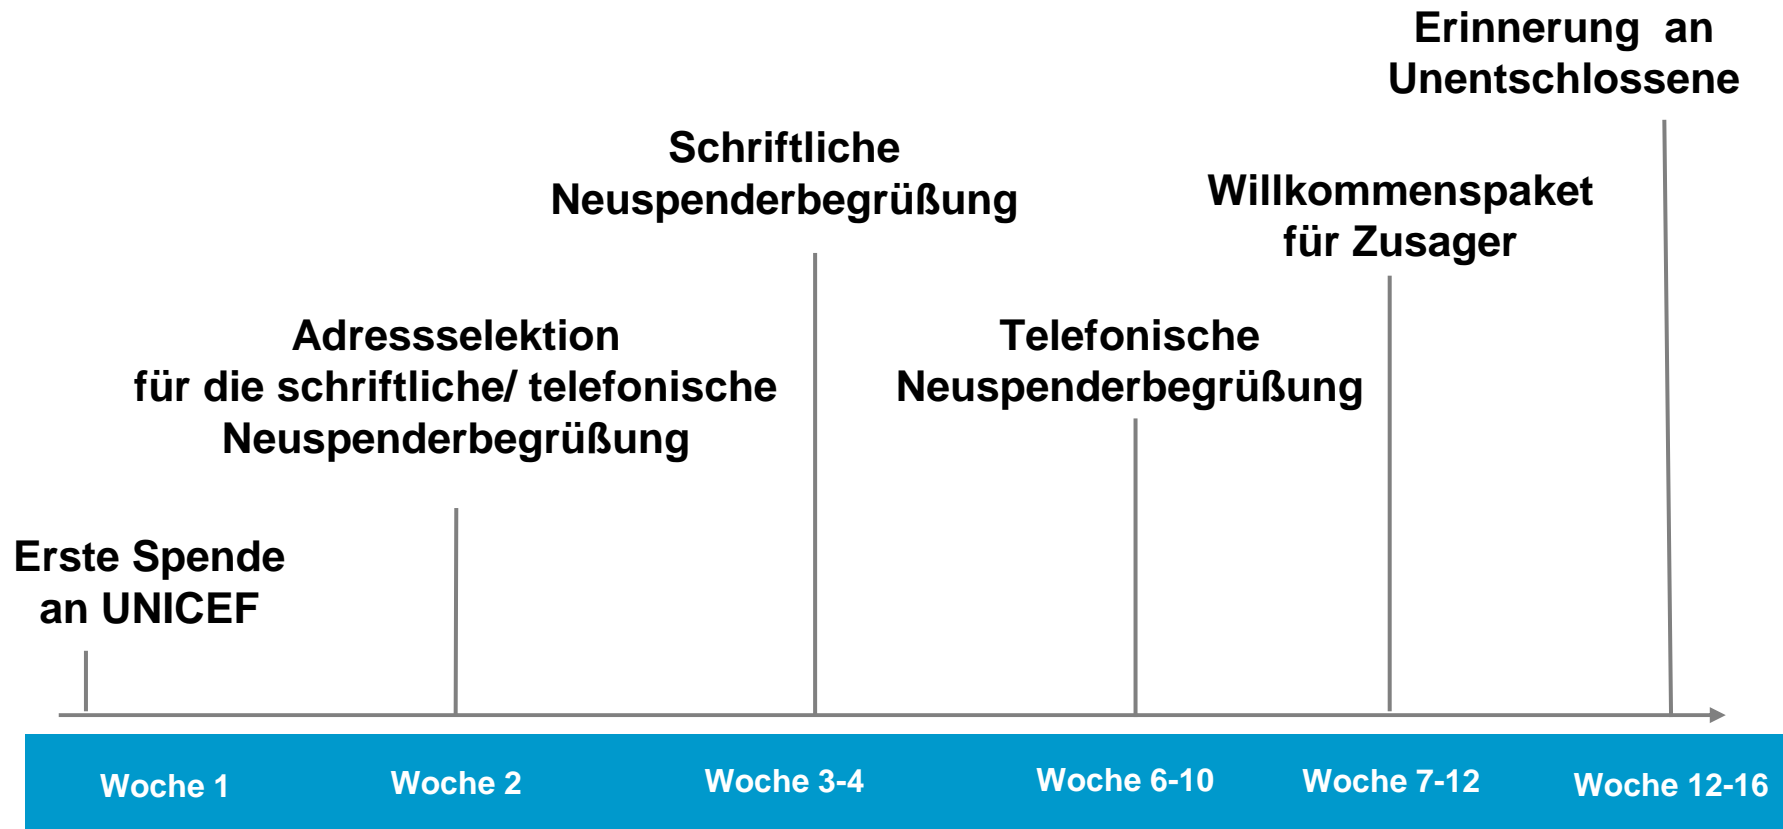 Erinnerung an
Unentschlossene
Schriftliche
Neuspenderbegrüßung
Willkommenspaket
für Zusager
Adressselektion
für die schriftliche/ telefonische
Neuspenderbegrüßung
Telefonische
Neuspenderbegrüßung
Erste Spende
an UNICEF
Woche 1
Woche 2
Woche 3-4
Woche 6-10
Woche 7-12
Woche 12-16